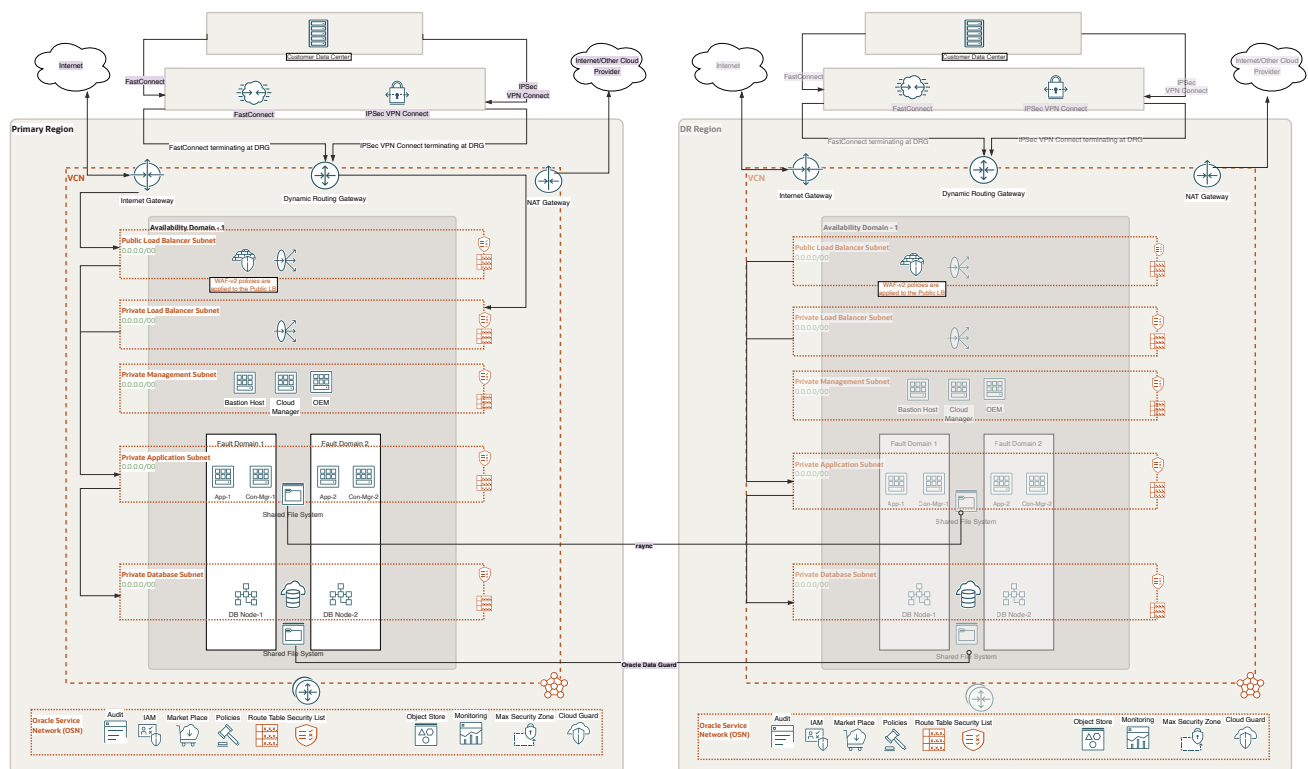 Customer Data Center
Internet
Internet/Other Cloud
Provider
FastConnect
IPSec
VPN Connect
FastConnect
IPSec VPN Connect
Primary Region
FastConnect terminating at DRG
IPSec VPN Connect terminating at DRG
VCN
Internet Gateway
Dynamic Routing Gateway
NAT Gateway
Availability Domain - 1
Public Load Balancer Subnet
0.0.0.0/00
WAF-v2 policies are
applied to the Public LB
Private Load Balancer Subnet
0.0.0.0/00
Private Management Subnet
0.0.0.0/00
Bastion Host
Cloud
Manager
OEM
Fault Domain 1
Fault Domain 2
Private Application Subnet
0.0.0.0/00
App-1
Con-Mgr-1
App-2
Con-Mgr-2
Shared File System
rsync
Private Database Subnet
0.0.0.0/00
DB Node-1
DB Node-2
Shared File System
Oracle Data Guard
Oracle Service
Network (OSN)
Audit
IAM
Market Place
Policies
Route Table
Security List
Object Store
Monitoring
Max Security Zone
Cloud Guard
Customer Data Center
Internet
Internet/Other Cloud
Provider
FastConnect
IPSec
VPN Connect
FastConnect
IPSec VPN Connect
DR Region
FastConnect terminating at DRG
IPSec VPN Connect terminating at DRG
VCN
Internet Gateway
Dynamic Routing Gateway
NAT Gateway
Availability Domain - 1
Public Load Balancer Subnet
0.0.0.0/00
WAF-v2 policies are
applied to the Public LB
Private Load Balancer Subnet
0.0.0.0/00
Private Management Subnet
0.0.0.0/00
Bastion Host
Cloud
Manager
OEM
Fault Domain 1
Fault Domain 2
Private Application Subnet
0.0.0.0/00
App-1
Con-Mgr-1
App-2
Con-Mgr-2
Shared File System
Private Database Subnet
0.0.0.0/00
DB Node-1
DB Node-2
Shared File System
Oracle Service
Network (OSN)
Audit
IAM
Market Place
Policies
Route Table
Security List
Object Store
Monitoring
Max Security Zone
Cloud Guard